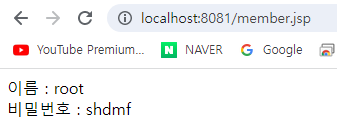 localhost:8081/member.jsp
YouTube Premium...
NAVER
Google
이름 : root
비밀번호 : shdmf